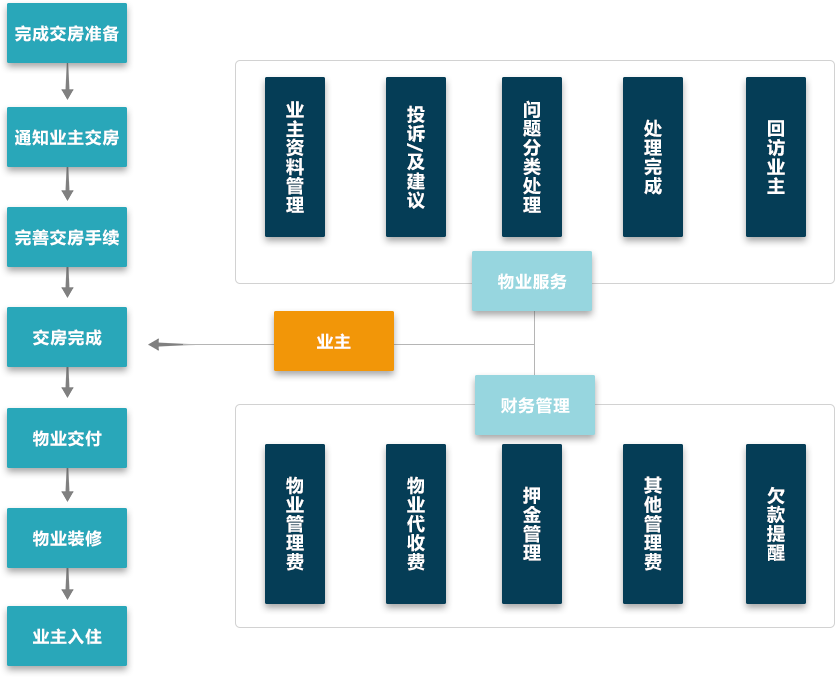 完成交房准备
通知业主交房
完善交房手续
交房完成
物业交付
物业装修
业主入住
业主资料管理
投诉/及建议
问题分类处理
处理完成
回访业主
物业服务
业主
财务管理
物业管理费
物业代收费
押金管理
其他管理费
欠款提醒